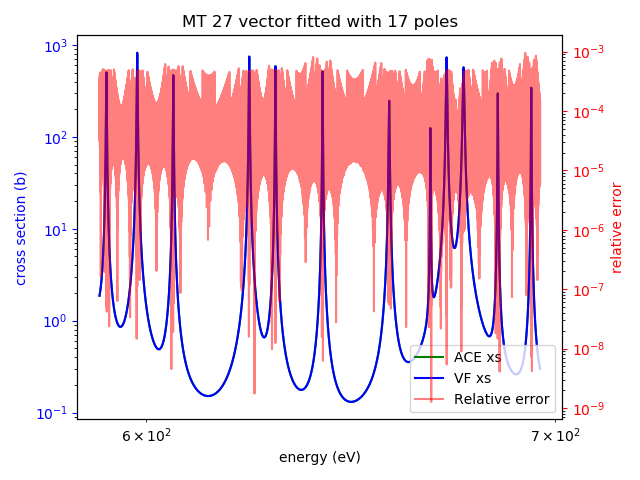 MT 27 vector fitted with 17 poles
10³
10²
10¹
10⁰
10⁻¹
cross section (b)
10⁻³
10⁻⁴
10⁻⁵
10⁻⁶
10⁻⁷
10⁻⁸
10⁻⁹
relative error
ACE xs
VF xs
Relative error
6 × 10²
7 × 10²
energy (eV)